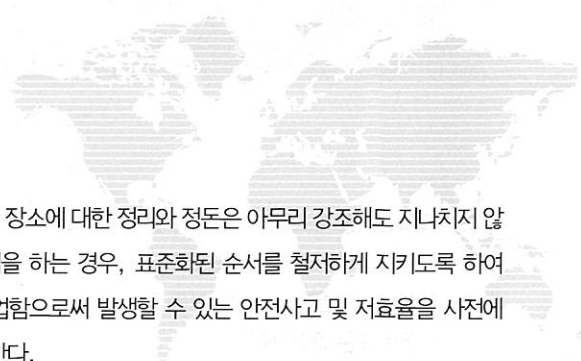 장소에 대한 정리와 정돈은 아무리 강조해도 지나치지 않
을 하는 경우, 표준화된 순서를 철저하게 지키도록 하여
함으로써 발생할 수 있는 안전사고 및 저효율을 사전에
다.